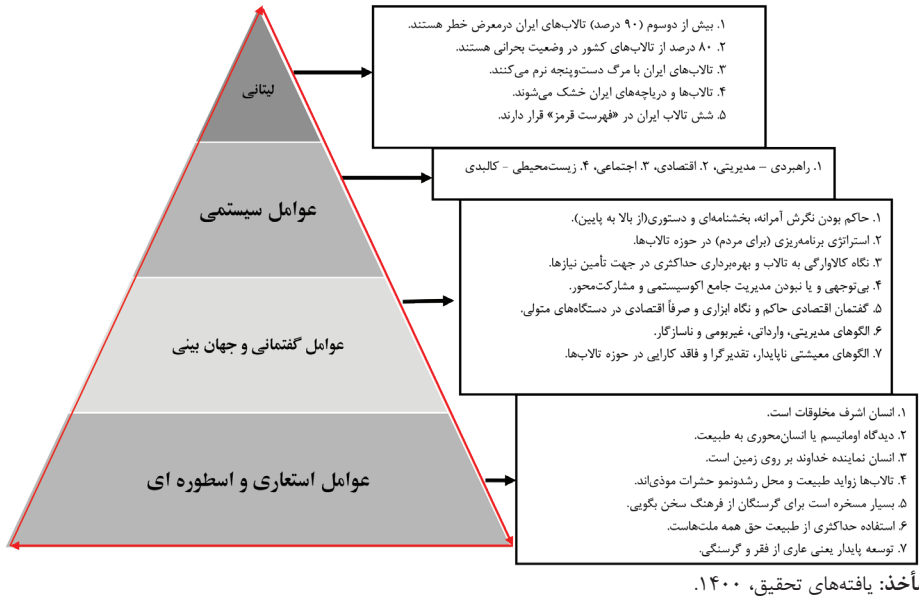 لیتانی
۱. بیش از دوسوم (۹۰ درصد) تالاب‌های ایران درمعرض خطر هستند.
۲. ۸۰ درصد از تالاب‌های کشور در وضعیت بحرانی هستند.
۳. تالاب‌های ایران با مرگ دست‌وپنجه نرم می‌کنند.
۴. تالاب‌ها و دریاچه‌های ایران خشک می‌شوند.
۵. شش تالاب ایران در «فهرست قرمز» قرار دارند.
عوامل سیستمی
۱. راهبردی – مدیریتی، ۲. اقتصادی، ۳. اجتماعی، ۴. زیست‌محیطی - کالبدی
عوامل گفتمانی و جهان بینی
۱. حاکم بودن نگرش آمرانه، بخشنامه‌ای و دستوری(از بالا به پایین).
۲. استراتژی برنامه‌ریزی (برای مردم) در حوزه تالاب‌ها.
۳. نگاه کالاوارگی به تالاب و بهره‌برداری حداکثری در جهت تأمین نیازها.
۴. بی‌توجهی و یا نبودن مدیریت جامع اکوسیستمی و مشارکت‌محور.
۵. گفتمان اقتصادی حاکم و نگاه ابزاری و صرفاً اقتصادی در دستگاه‌های متولی.
۶. الگوهای مدیریتی، وارداتی، غیربومی و ناسازگار.
۷. الگوهای معیشتی ناپایدار، تقدیرگرا و فاقد کارایی در حوزه تالاب‌ها.
عوامل استعاری و اسطوره ای
۱. انسان اشرف مخلوقات است.
۲. دیدگاه اومانیسم یا انسان‌محوری به طبیعت.
۳. انسان نماینده خداوند بر روی زمین است.
۴. تالاب‌ها زواید طبیعت و محل رشدونمو حشرات موذی‌اند.
۵. بسیار مسخره است برای گرسنگان از فرهنگ سخن بگویی.
۶. استفاده حداکثری از طبیعت حق همه ملت‌هاست.
۷. توسعه پایدار یعنی عاری از فقر و گرسنگی.
مأخذ: یافته‌های تحقیق، ۱۴۰۰.